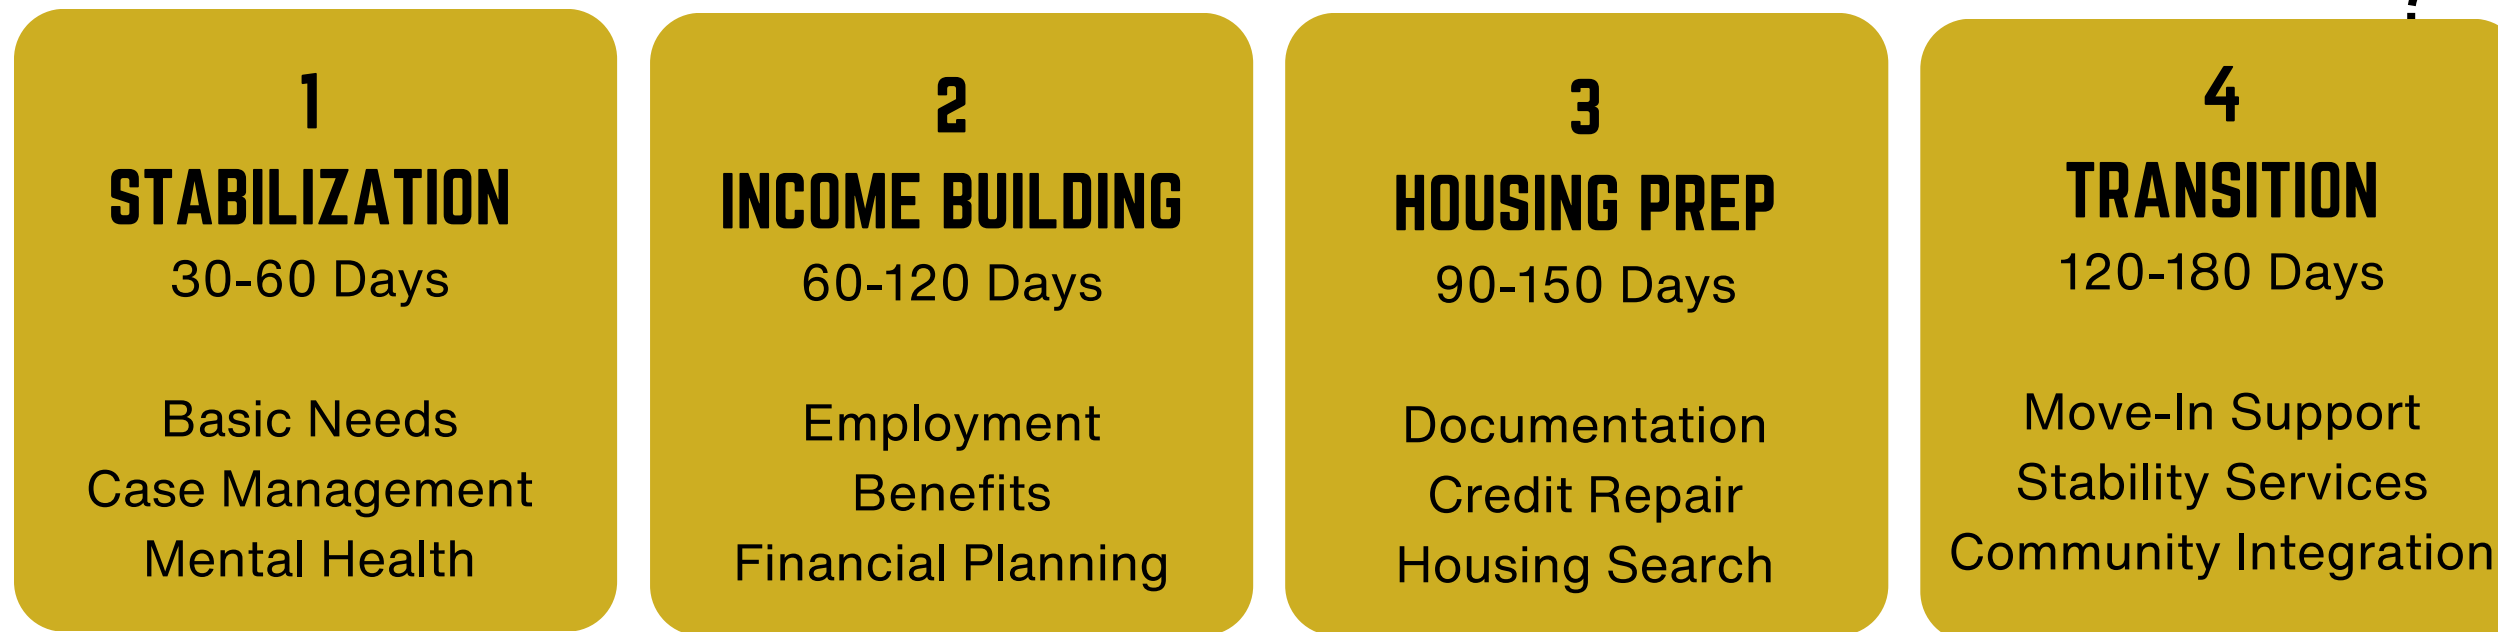 1
STABILIZATION
30-60 Days
Basic Needs
Case Management
Mental Health
2
INCOME BUILDING
60-120 Days
Employment
Benefits
Financial Planning
3
HOUSING PREP
90-150 Days
Documentation
Credit Repair
Housing Search
4
TRANSITION
120-180 Days
Move-In Support
Stability Services
Community Integration